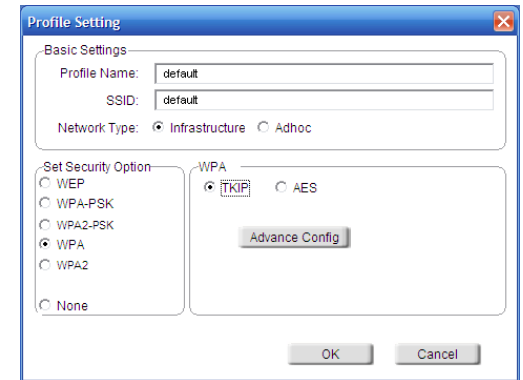 Profile Setting
Basic Settings
Profile Name: default
SSID: default
Network Type: Infrastructure Adhoc
Set Security Option
WEP
WPA-PSK
WPA2-PSK
WPA
WPA2
None
WPA
TKIP AES
Advance Config
OK Cancel